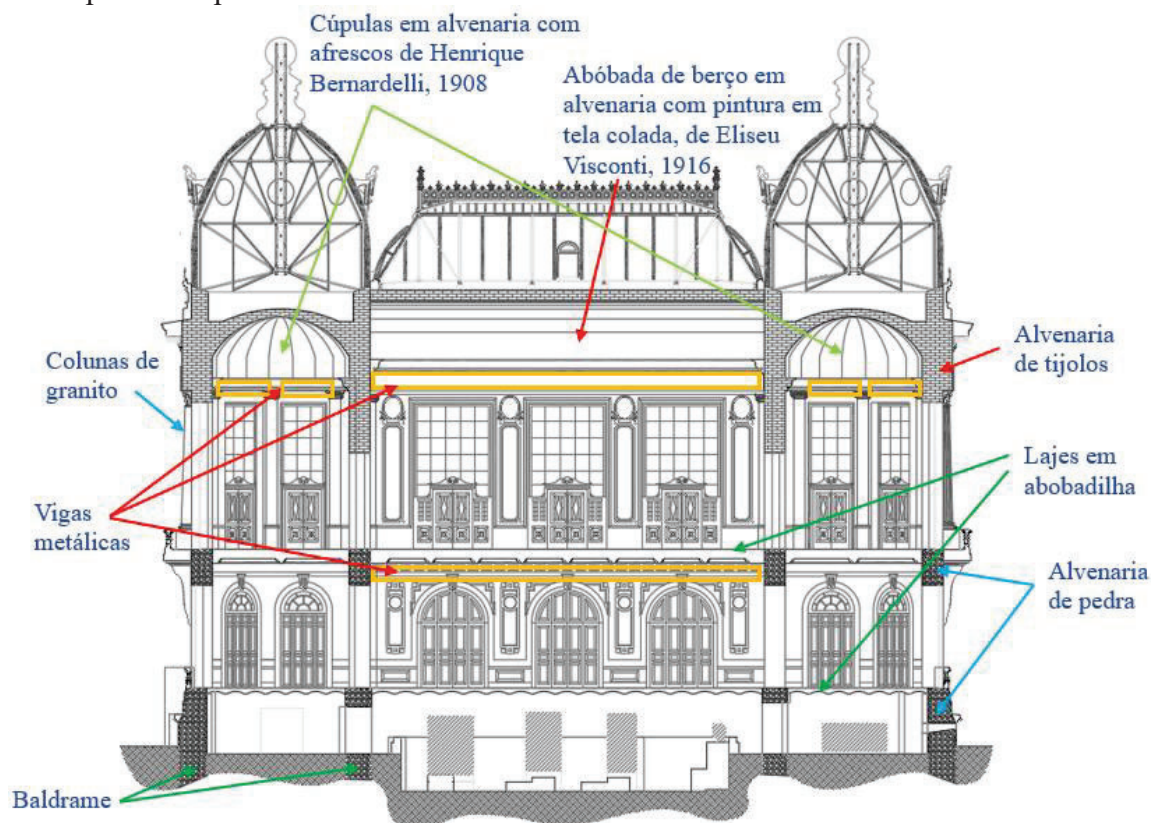 Cúpulas em alvenaria com
afrescos de Henrique
Bernardelli, 1908
Abóbada de berço em
alvenaria com pintura em
tela colada, de Eliseu
Visconti, 1916
Colunas de
granito
Alvenaria
de tijolos
Vigas
metálicas
Lajes em
abobadilha
Alvenaria
de pedra
Baldrame